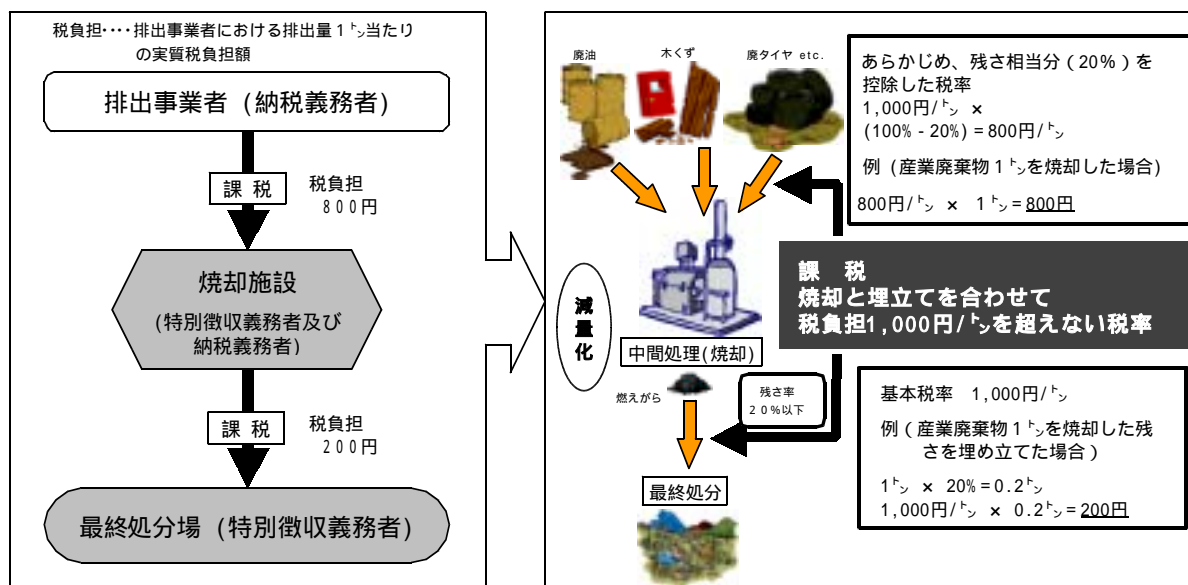 税負担‥‥排出事業者における排出量1㌧当たり
の実質税負担額
排出事業者(納税義務者)
課 税
税負担
800円
焼却施設
(特別徴収義務者及び
納税義務者)
課 税
税負担
200円
最終処分場(特別徴収義務者)
廃油
木くず
廃タイヤ etc.
減量化
中間処理(焼却)
燃えがら
残さ率
20%以下
最終処分
あらかじめ、残さ相当分(20%)を
控除した税率
1,000円/㌧ ×
(100%-20%)=800円/㌧
例(産業廃棄物1㌧を焼却した場合)
800円/㌧ × 1㌧=800円
課 税
焼却と埋立てを合わせて
税負担1,000円/㌧を超えない税率
基本税率 1,000円/㌧
例(産業廃棄物1㌧を焼却した残
さを埋め立てた場合)
1㌧ × 20%=0.2㌧
1,000円/㌧ × 0.2㌧=200円